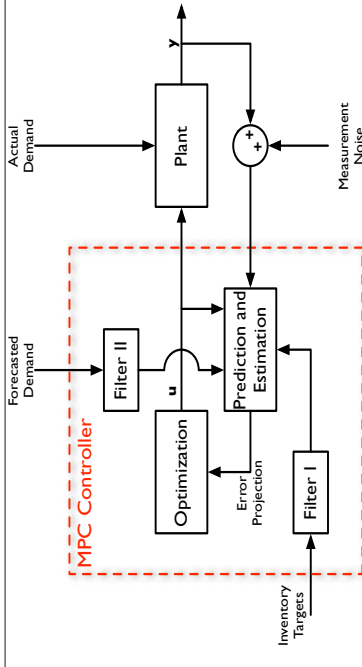 MPC Controller
Inventory
Targets
Filter I
Optimization
Error
Projection
Prediction and
Estimation
Forecasted
Demand
Filter II
u
Actual
Demand
Plant
y
+
+
Measurement
Noise